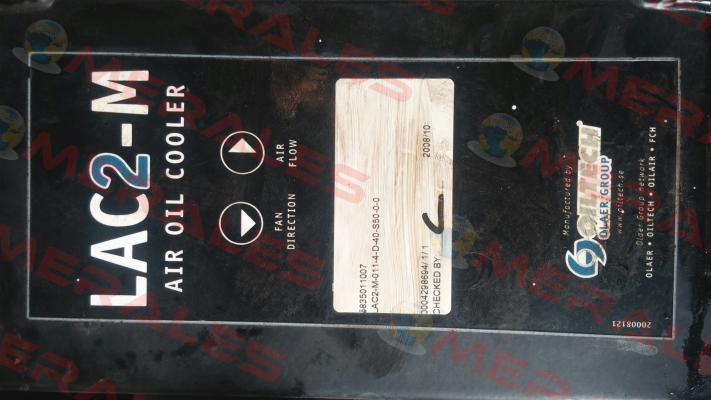 LAC2-M
AIR OIL COOLER
FAN DIRECTION
AIR FLOW
6835011007
LAC2-M-011-4-D-40-S50-0-0
0004298694/1/1
2008/10
CHECKED BY
Manufactured by
OILTECH
OLAER GROUP
www.oiltech.se
Olaer Group network
OLAER • OILTECH • OILAIR • FCH
20008121
OMERALES